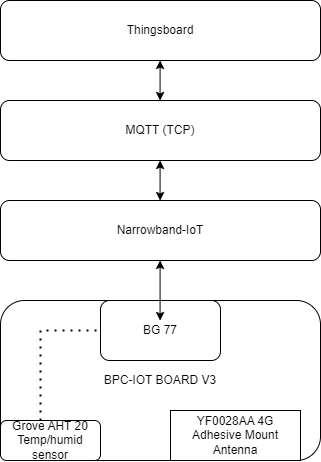 Thingsboard
MQTT (TCP)
Narrowband-IoT
BG 77
BPC-IOT BOARD V3
Grove AHT 20
Temp/humid
sensor
YF0028AA 4G
Adhesive Mount
Antenna